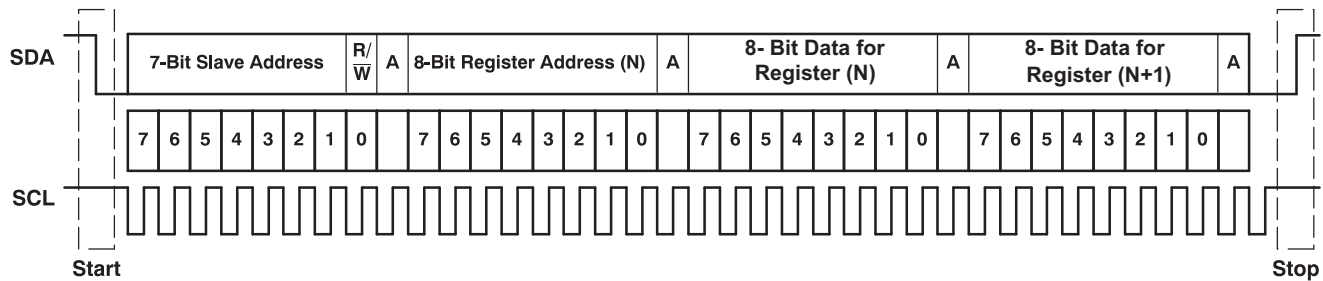 SDA
7-Bit Slave Address
R/
W
A
8-Bit Register Address (N)
A
8- Bit Data for
Register (N)
A
8- Bit Data for
Register (N+1)
A
7 6 5 4 3 2 1 0 7 6 5 4 3 2 1 0 7 6 5 4 3 2 1 0 7 6 5 4 3 2 1 0
SCL
Start
Stop